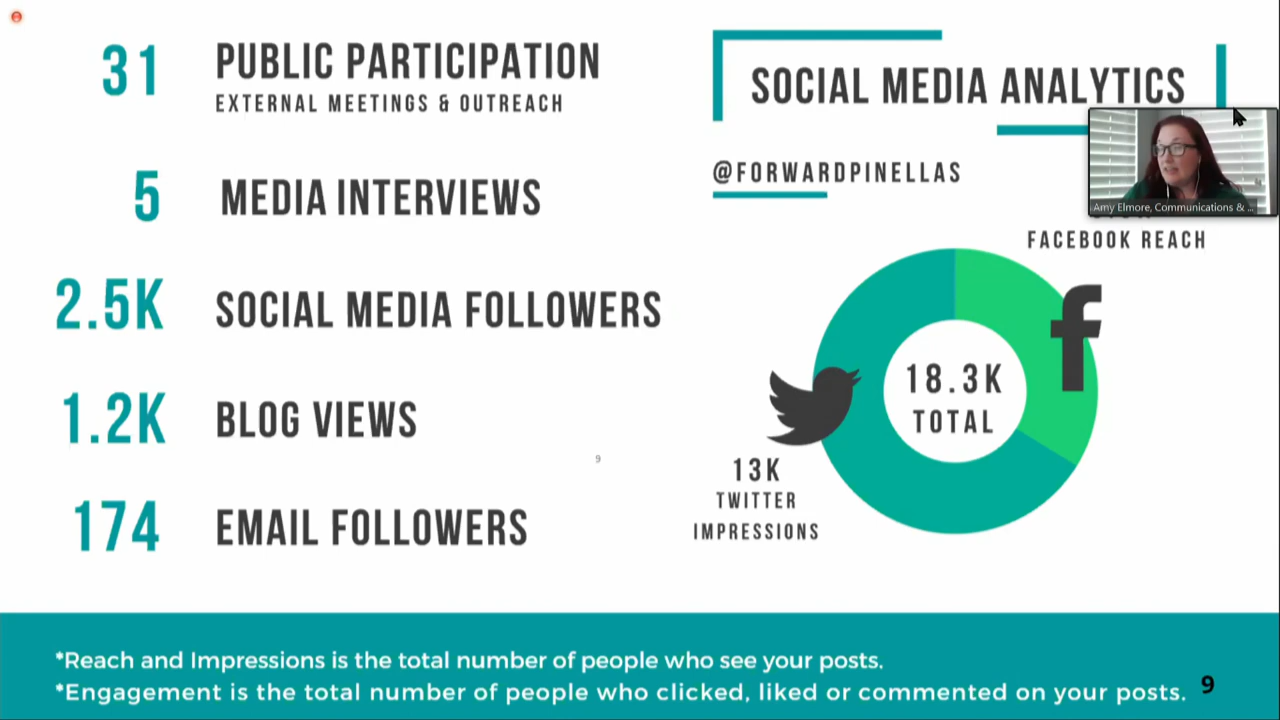 31
PUBLIC PARTICIPATION
EXTERNAL MEETINGS & OUTREACH
5
MEDIA INTERVIEWS
2.5K
SOCIAL MEDIA FOLLOWERS
1.2K
BLOG VIEWS
9
174
EMAIL FOLLOWERS
SOCIAL MEDIA ANALYTICS
@FORWARDPINELLAS
Amy Elmore, Communications & ...
FACEBOOK REACH
18.3K
TOTAL
13K
TWITTER
IMPRESSIONS
*Reach and Impressions is the total number of people who see your posts.
*Engagement is the total number of people who clicked, liked or commented on your posts.
9